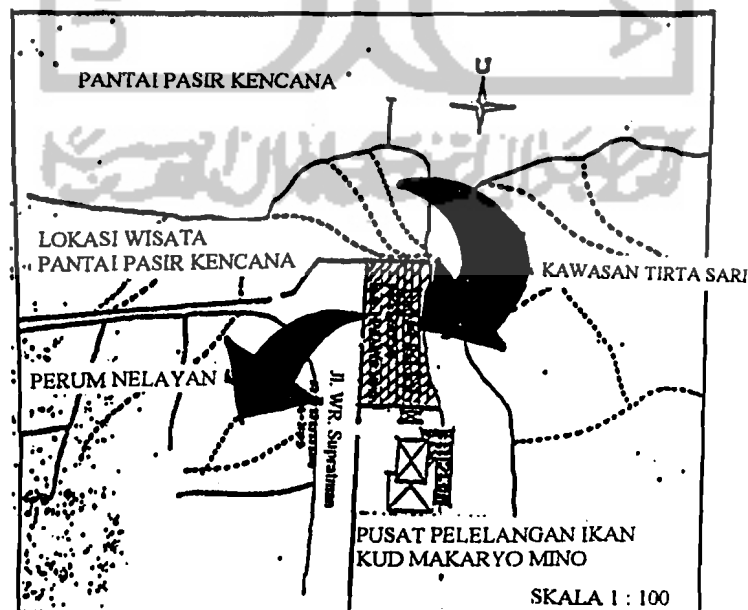 PANTAI PASIR KENCANA
U
LOKASI WISATA
PANTAI PASIR KENCANA
KAWASAN TIRTA SARI
PERUM NELAYAN
Jl. WR. Supratman
PUSAT PELELANGAN IKAN
KUD MAKARYO MINO
SKALA 1 : 100